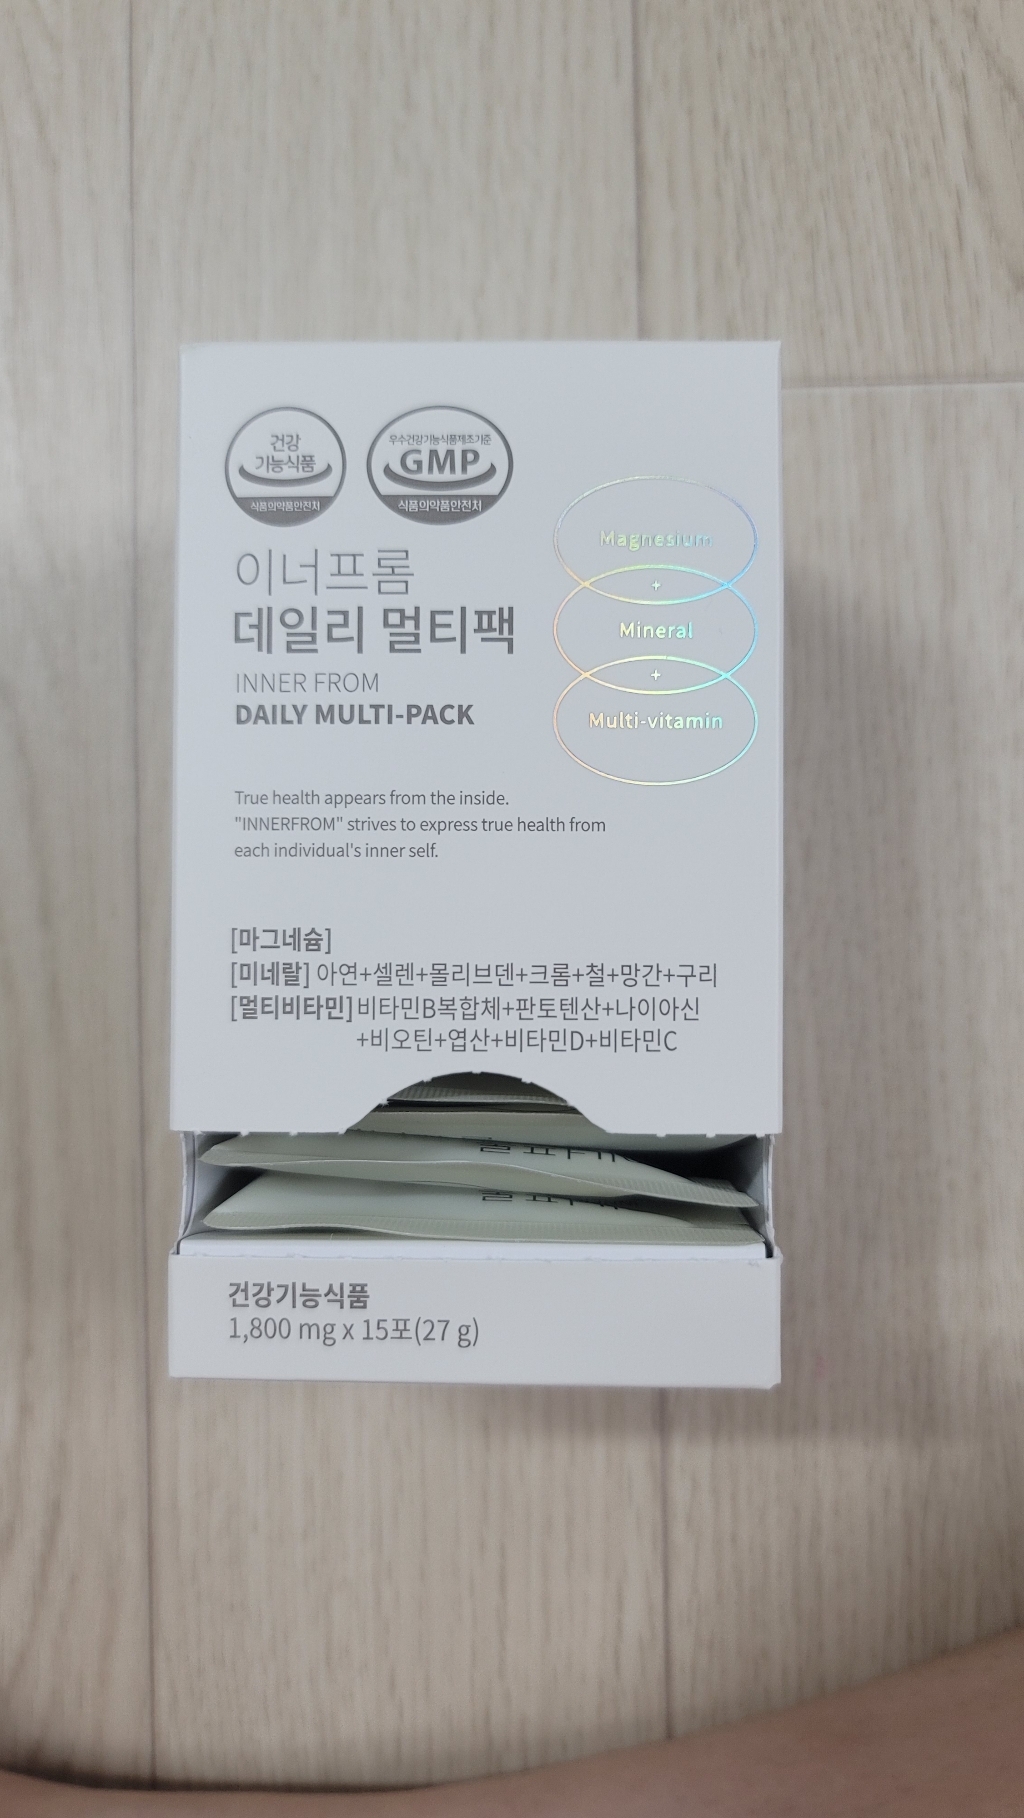 건강
기능식품
식품의약품안전처
우수건강기능식품제조기준
GMP
식품의약품안전처
이너프롬
데일리 멀티팩
INNER FROM
DAILY MULTI-PACK
Magnesium
+
Mineral
+
Multi-vitamin
True health appears from the inside.
"INNERFROM" strives to express true health from
each individual's inner self.
[마그네슘]
[미네랄] 아연+셀렌+몰리브덴+크롬+철+망간+구리
[멀티비타민] 비타민B복합체+판토텐산+나이아신
+비오틴+엽산+비타민D+비타민C
건강기능식품
1,800 mg x 15포(27 g)